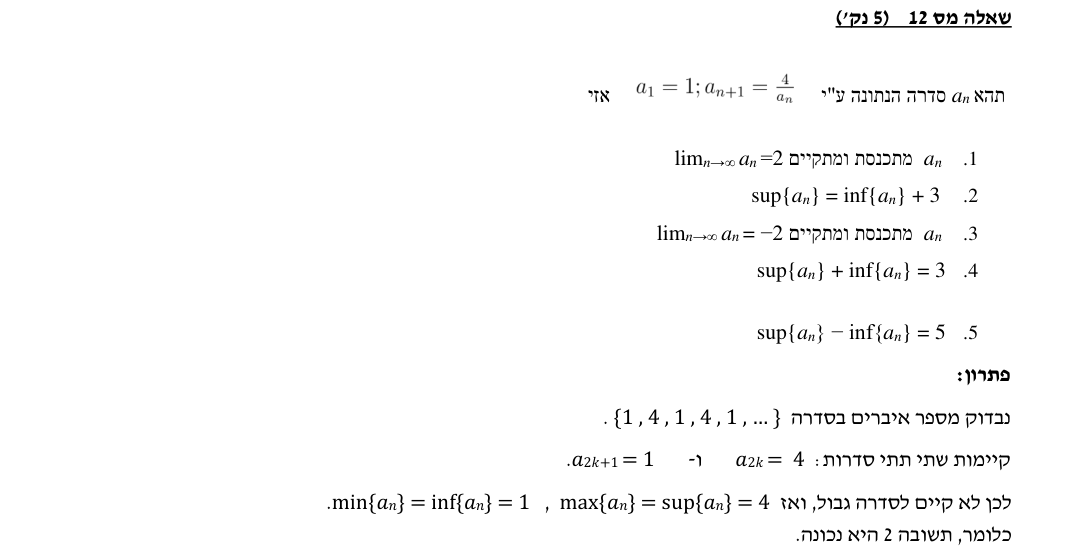 שאלה מס 12 (5 נק')
תהא aₙ סדרה הנתונה ע"י a₁ = 1; aₙ₊₁ = 4/aₙ אזי
1. aₙ מתכנסת ומתקיים limₙ→∞ aₙ =2
2. sup{aₙ} = inf{aₙ} + 3
3. aₙ מתכנסת ומתקיים limₙ→∞ aₙ = −2
4. sup{aₙ} + inf{aₙ} = 3
5. sup{aₙ} − inf{aₙ} = 5
פתרון:
נבדוק מספר איברים בסדרה {1 , 4 , 1 , 4 , 1 , …} .
קיימות שתי תתי סדרות: a₂ₖ = 4 ו- a₂ₖ₊₁ = 1.
לכן לא קיים לסדרה גבול, ואז max{aₙ} = sup{aₙ} = 4 , min{aₙ} = inf{aₙ} = 1.
כלומר, תשובה 2 היא נכונה.